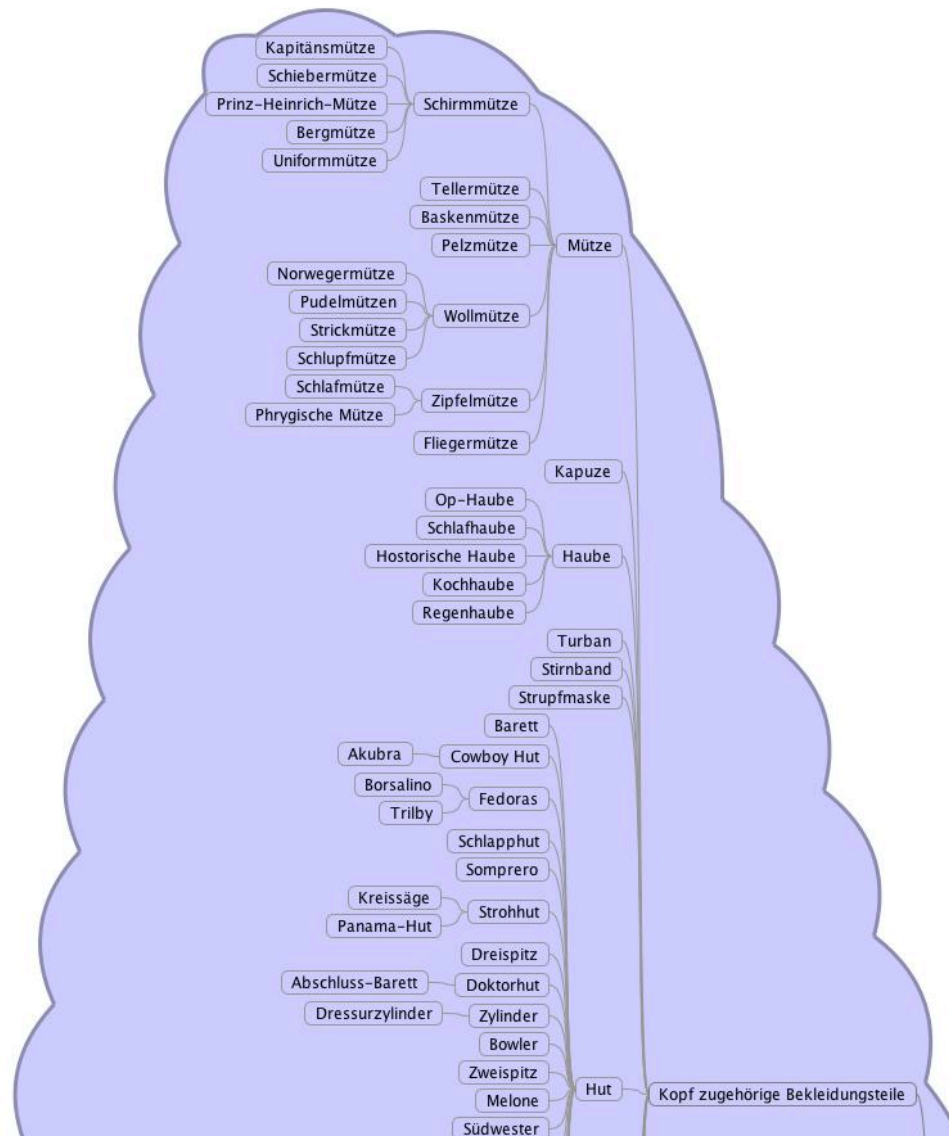 Kapitänsmütze
Schiebermütze
Prinz-Heinrich-Mütze
Schirmmütze
Bergmütze
Uniformmütze
Tellermütze
Baskenmütze
Pelzmütze
Mütze
Norwegermütze
Pudelmützen
Wollmütze
Strickmütze
Schlupfmütze
Schlafmütze
Zipfelmütze
Phrygische Mütze
Fliegermütze
Kapuze
Op-Haube
Schlafhaube
Hostorische Haube
Haube
Kochhaube
Regenhaube
Turban
Stirnband
Strupfmaske
Barett
Akubra
Cowboy Hut
Borsalino
Fedoras
Trilby
Schlapphut
Somprero
Kreissäge
Strohhut
Panama-Hut
Dreispitz
Abschluss-Barett
Doktorhut
Dressurzylinder
Zylinder
Bowler
Zweispitz
Hut
Kopf zugehörige Bekleidungsteile
Melone
Südwester